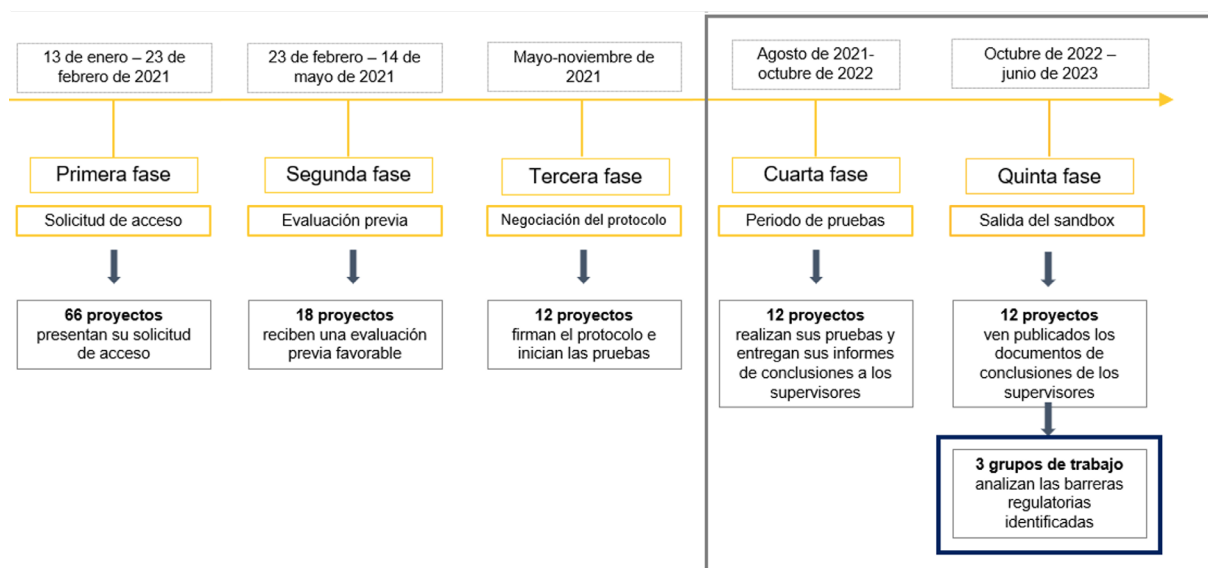 13 de enero – 23 de
febrero de 2021
23 de febrero – 14 de
mayo de 2021
Mayo-noviembre de
2021
Agosto de 2021-
octubre de 2022
Octubre de 2022 –
junio de 2023
Primera fase
Segunda fase
Tercera fase
Cuarta fase
Quinta fase
Solicitud de acceso
Evaluación previa
Negociación del protocolo
Periodo de pruebas
Salida del sandbox
66 proyectos
presentan su solicitud
de acceso
18 proyectos
reciben una evaluación
previa favorable
12 proyectos
firman el protocolo e
inician las pruebas
12 proyectos
realizan sus pruebas y
entregan sus informes
de conclusiones a los
supervisores
12 proyectos
ven publicados los
documentos de
conclusiones de los
supervisores
3 grupos de trabajo
analizan las barreras
regulatorias
identificadas